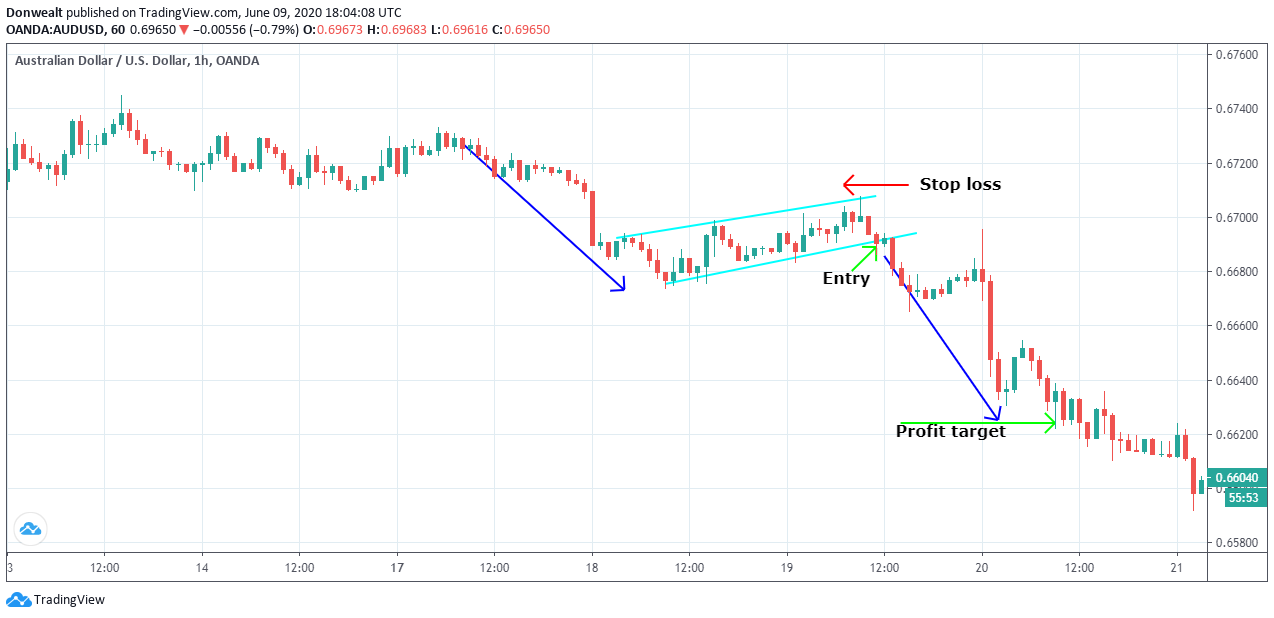 Donwealt published on TradingView.com, June 09, 2020 18:04:08 UTC
OANDA:AUDUSD, 60 0.69650 ▼ −0.00556 (−0.79%) O:0.69673 H:0.69683 L:0.69616 C:0.69650
Australian Dollar / U.S. Dollar, 1h, OANDA
0.67600
0.67400
0.67200
Stop loss
0.67000
Entry
0.66800
0.66600
0.66400
Profit target
0.66200
0.66040
55:53
0.65800
3 12:00 14 12:00 17 12:00 18 12:00 19 12:00 20 12:00 21
TradingView